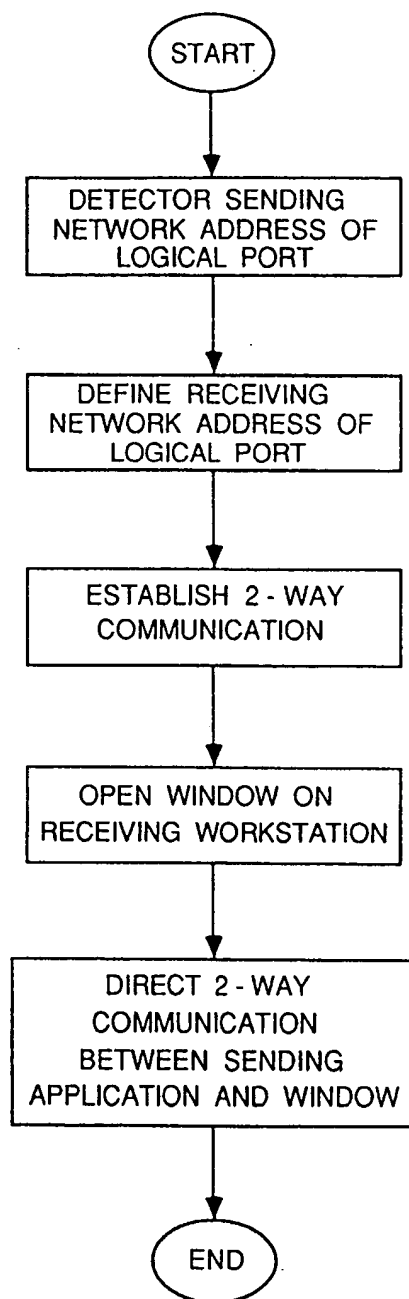 START
DETECTOR SENDING
NETWORK ADDRESS OF
LOGICAL PORT
DEFINE RECEIVING
NETWORK ADDRESS OF
LOGICAL PORT
ESTABLISH 2 - WAY
COMMUNICATION
OPEN WINDOW ON
RECEIVING WORKSTATION
DIRECT 2 - WAY
COMMUNICATION
BETWEEN SENDING
APPLICATION AND WINDOW
END